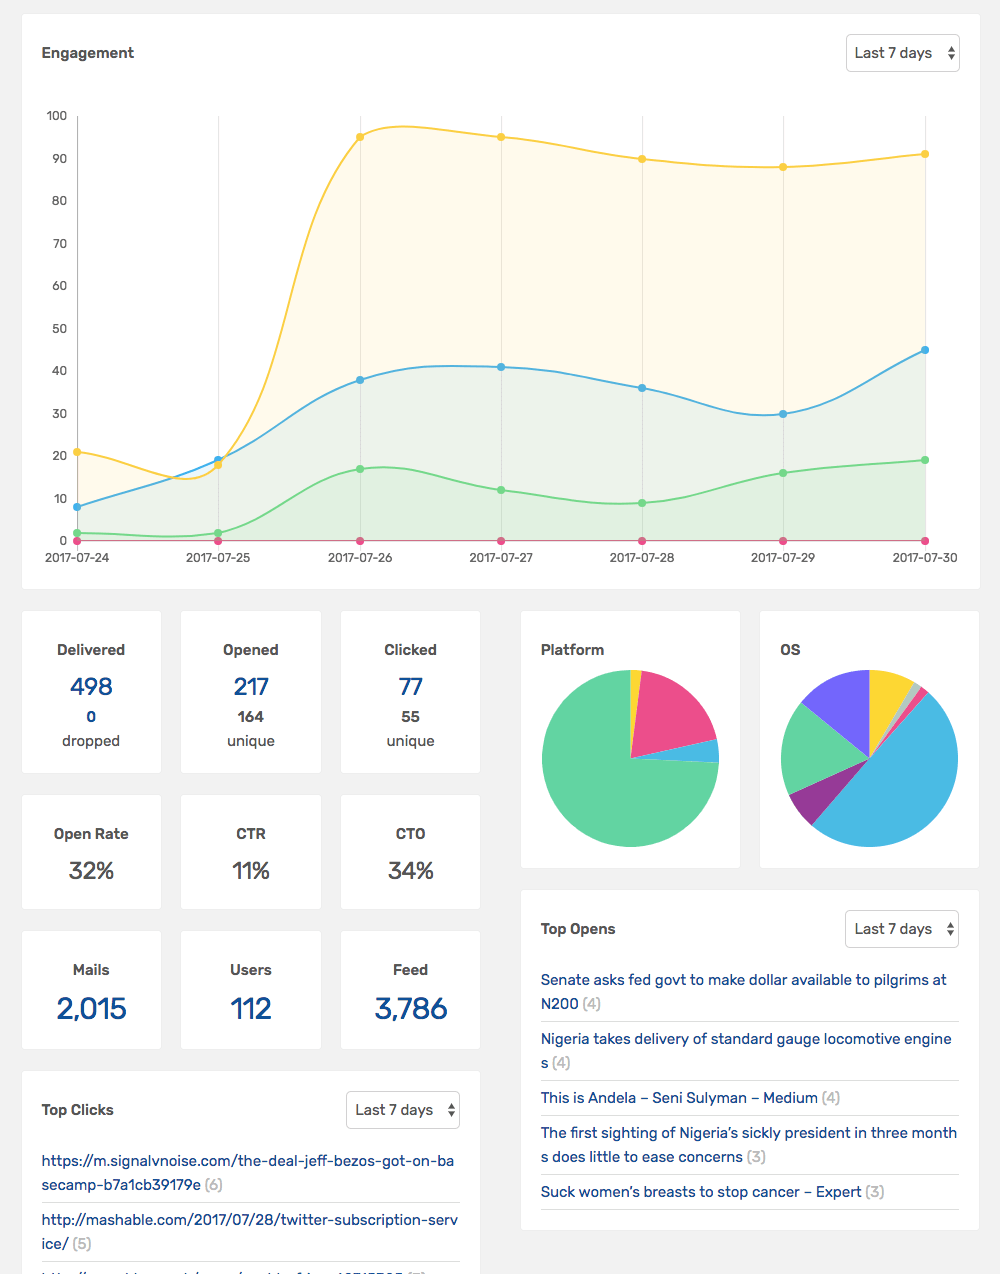 Engagement
Last 7 days
100
90
80
70
60
50
40
30
20
10
0
2017-07-24 2017-07-25 2017-07-26 2017-07-27 2017-07-28 2017-07-29 2017-07-30
Delivered
498
0
dropped
Opened
217
164
unique
Clicked
77
55
unique
Platform
OS
Open Rate
32%
CTR
11%
CTO
34%
Mails
2,015
Users
112
Feed
3,786
Top Opens
Last 7 days
Senate asks fed govt to make dollar available to pilgrims at
N200 (4)
Nigeria takes delivery of standard gauge locomotive engine
s (4)
This is Andela – Seni Sulyman – Medium (4)
The first sighting of Nigeria’s sickly president in three month
s does little to ease concerns (3)
Suck women’s breasts to stop cancer – Expert (3)
Top Clicks
Last 7 days
https://m.signalvnoise.com/the-deal-jeff-bezos-got-on-ba
secamp-b7a1cb39179e (6)
http://mashable.com/2017/07/28/twitter-subscription-serv
ice/ (5)